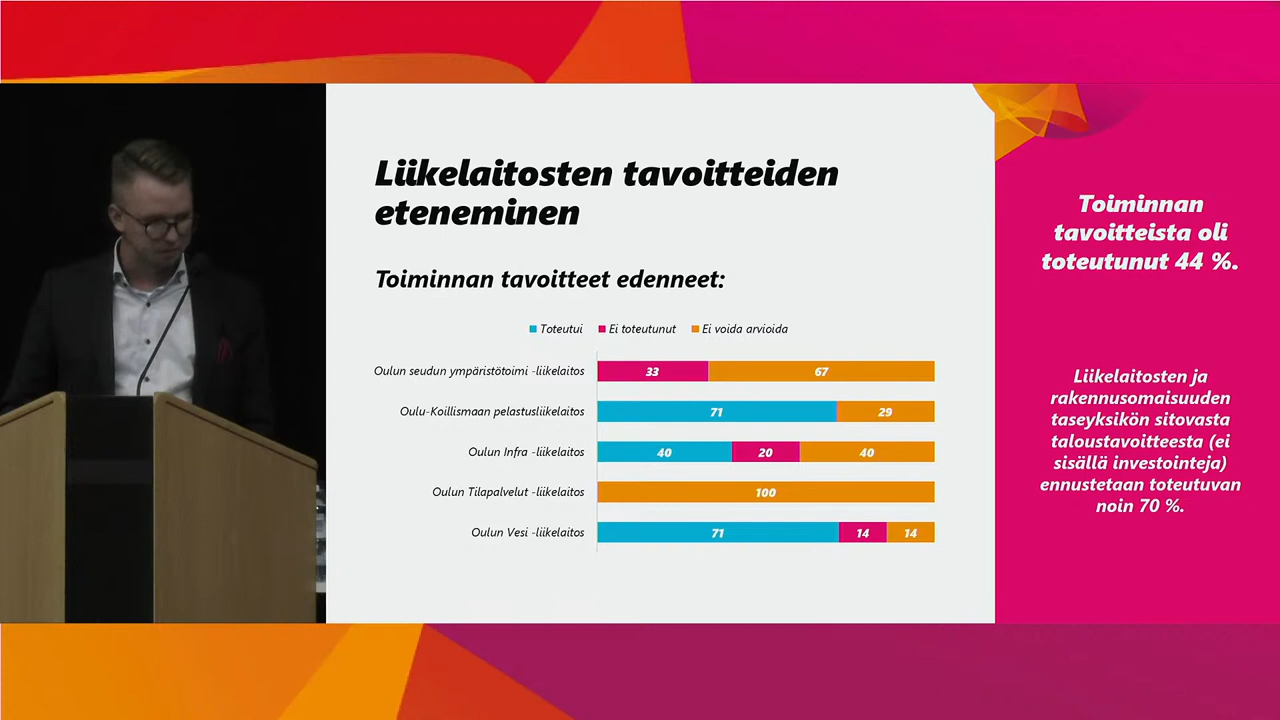 Liikelaitosten tavoitteiden
eteneminen
Toiminnan tavoitteet edenneet:
Toteutui Ei toteutunut Ei voida arvioida
Oulun seudun ympäristötoimi -liikelaitos 33 67
Oulu-Koillismaan pelastusliikelaitos 71 29
Oulun Infra -liikelaitos 40 20 40
Oulun Tilapalvelut -liikelaitos 100
Oulun Vesi -liikelaitos 71 14 14
Toiminnan
tavoitteista oli
toteutunut 44 %.
Liikelaitosten ja
rakennusomaisuuden
taseyksikön sitovasta
taloustavoitteesta (ei
sisällä investointeja)
ennustetaan toteutuvan
noin 70 %.